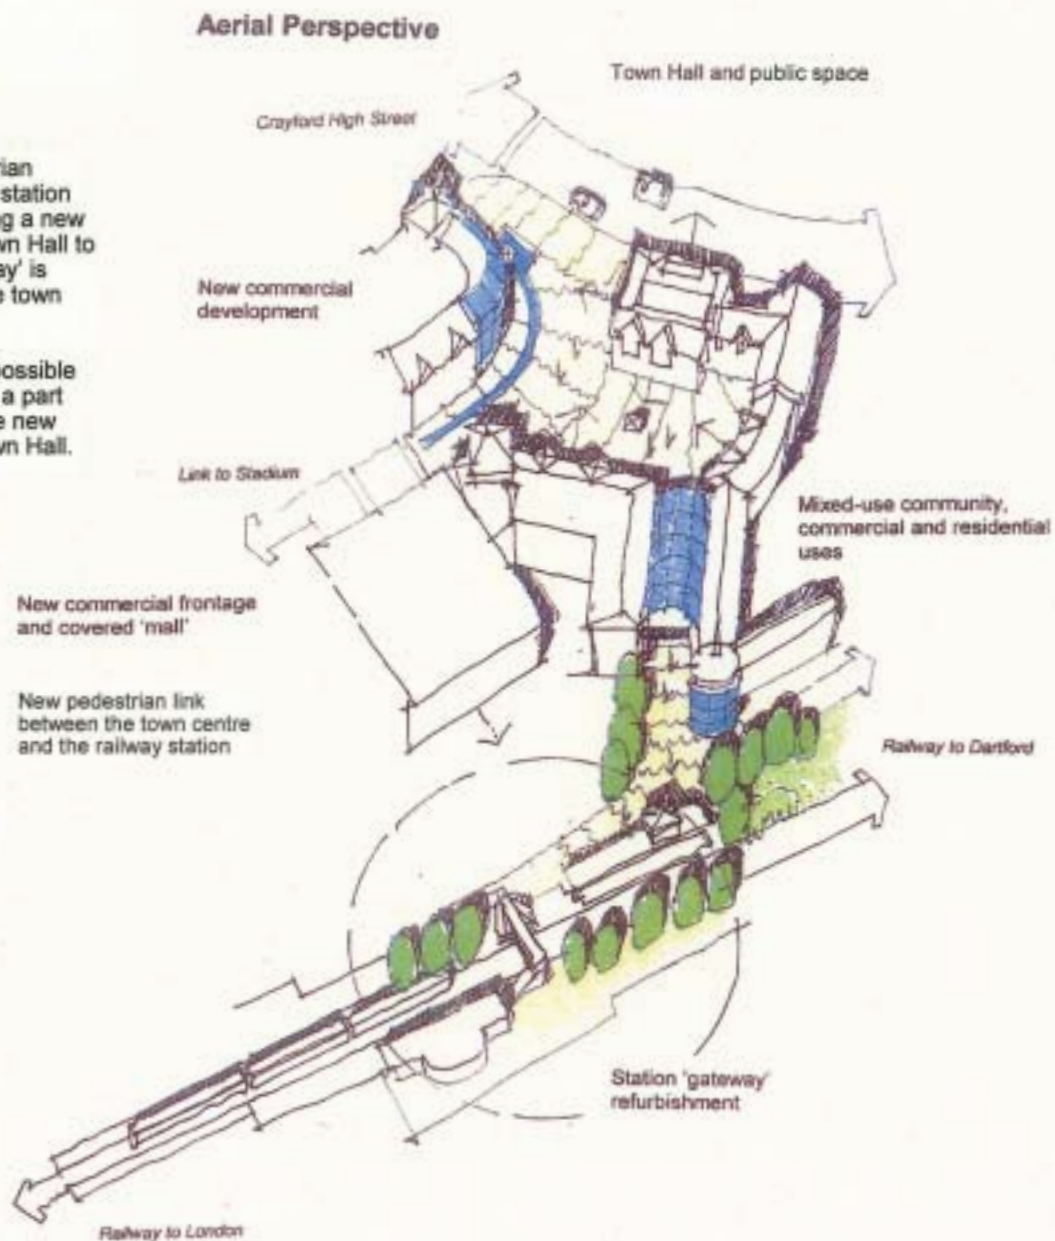 Aerial Perspective
Town Hall and public space
Crayford High Street
rian
station
g a new
wn Hall to
ay' is
e town
possible
a part
e new
wn Hall.
New commercial
development
Link to Stadium
Mixed-use community,
commercial and residential
uses
New commercial frontage
and covered 'mall'
New pedestrian link
between the town centre
and the railway station
Railway to Dartford
Station 'gateway'
refurbishment
Railway to London